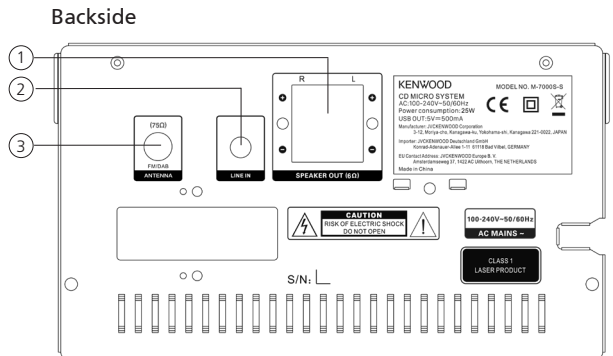 Backside
1
2
3
R L
SPEAKER OUT (6Ω)
LINE IN
(75Ω)
FM/DAB
ANTENNA
KENWOOD MODEL NO. M-7000S-S
CD MICRO SYSTEM
AC:100-240V~50/60Hz
Power consumption: 25W
USB OUT:5V⎓500mA
Manufacturer: JVCKENWOOD Corporation
3-12, Moriya-cho, Kanagawa-ku, Yokohama-shi, Kanagawa 221-0022, JAPAN
Importer: JVCKENWOOD Deutschland GmbH
Konrad-Adenauer-Allee 1-11 61118 Bad Vilbel, GERMANY
EU Contact Address: JVCKENWOOD Europe B. V.
Amsterdamseweg 37, 1422 AC Uithoorn, THE NETHERLANDS
Made in China
CE
CAUTION
RISK OF ELECTRIC SHOCK
DO NOT OPEN
100-240V~50/60Hz
AC MAINS ~
CLASS 1
LASER PRODUCT
S/N: